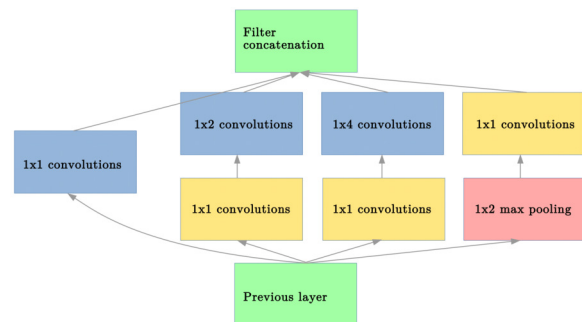 Filter
concatenation
1x2 convolutions
1x4 convolutions
1x1 convolutions
1x1 convolutions
1x1 convolutions
1x1 convolutions
1x2 max pooling
Previous layer